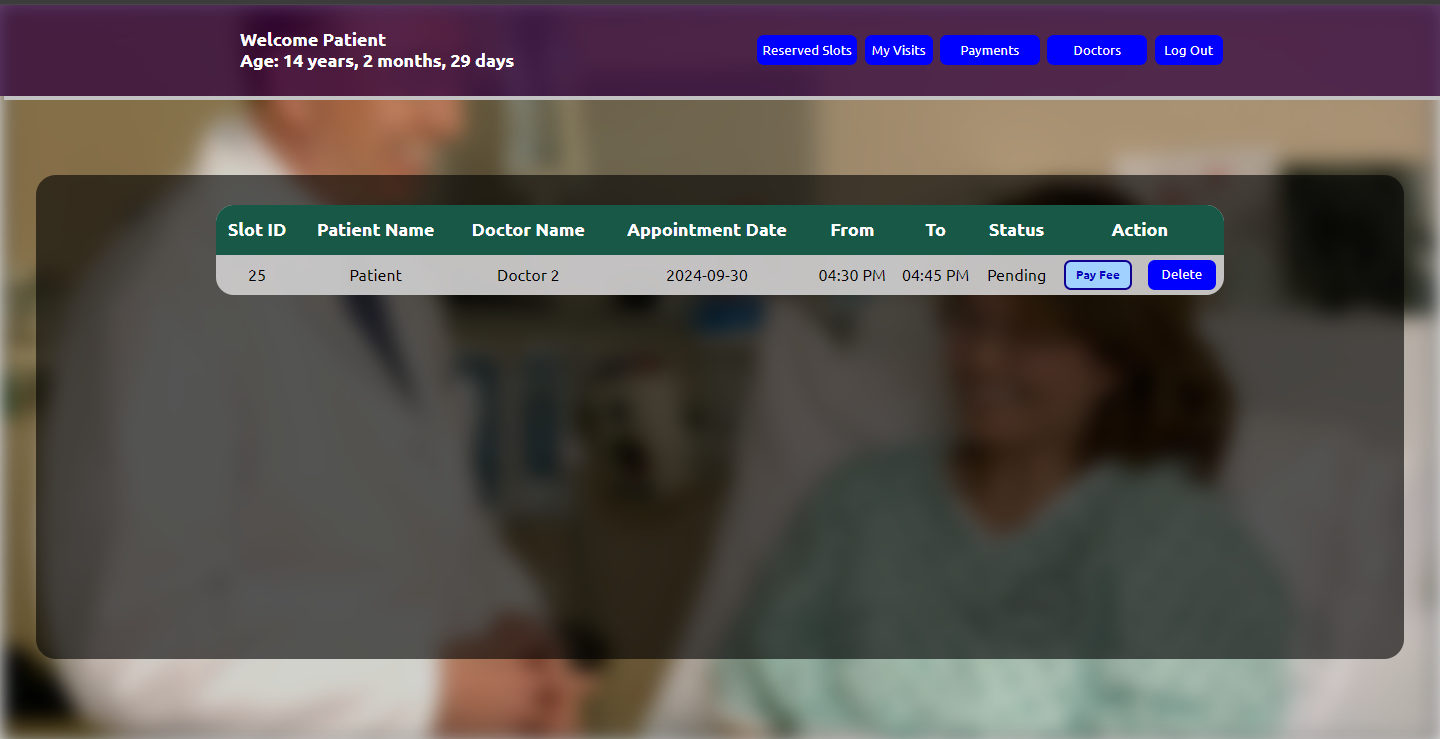 Welcome Patient
Age: 14 years, 2 months, 29 days
Reserved Slots My Visits Payments Doctors Log Out
Slot ID Patient Name Doctor Name Appointment Date From To Status Action
25 Patient Doctor 2 2024-09-30 04:30 PM 04:45 PM Pending Pay Fee Delete